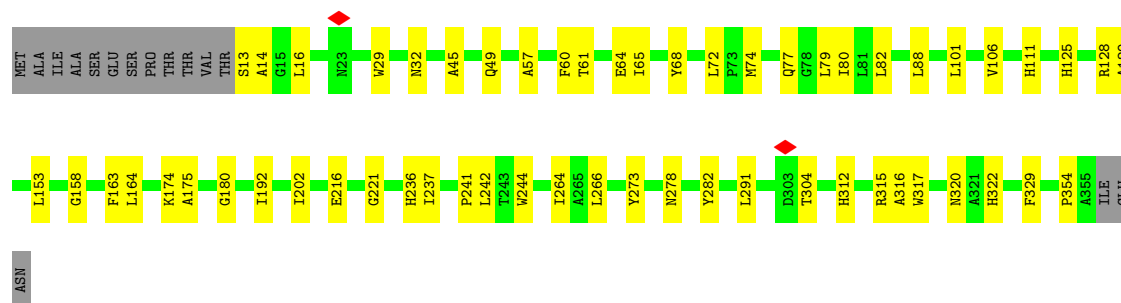 MET ALA ILE ALA SER GLU SER PRO THR THR VAL THR S13 A14 G15 L16 N23 W29 N32 A45 Q49 A57 F60 T61 E64 I65 Y68 L72 P73 M74 Q77 G78 L79 I80 L81 L82 L88 L101 V106 H111 H125 R128
L153 G158 F163 L164 K174 A175 G180 I192 I202 E216 G221 H236 I237 P241 L242 T243 W244 I264 A265 L266 Y273 N278 Y282 L291 D303 T304 H312 R315 A316 W317 N320 A321 H322 F329 P354 A355 ILE
ASN